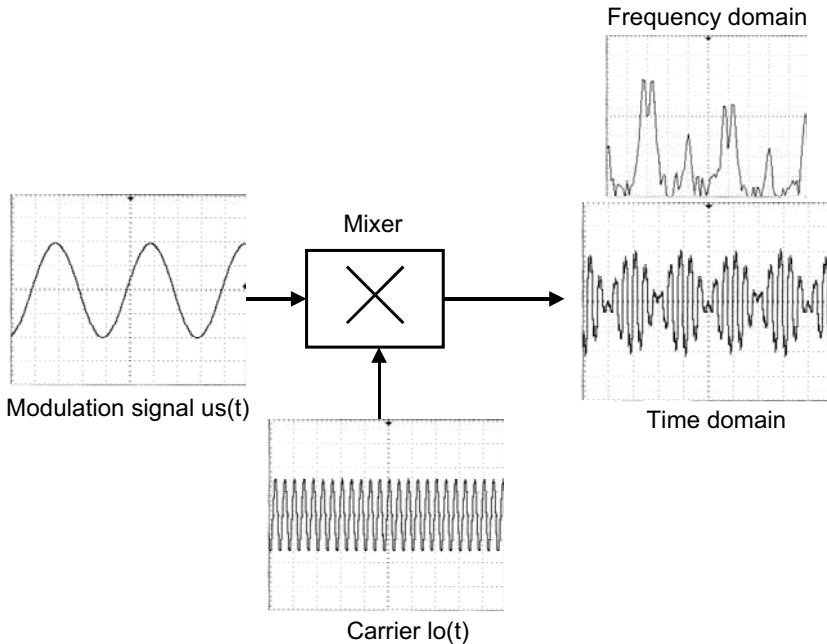 Frequency domain
Mixer
Modulation signal us(t)
Time domain
Carrier lo(t)